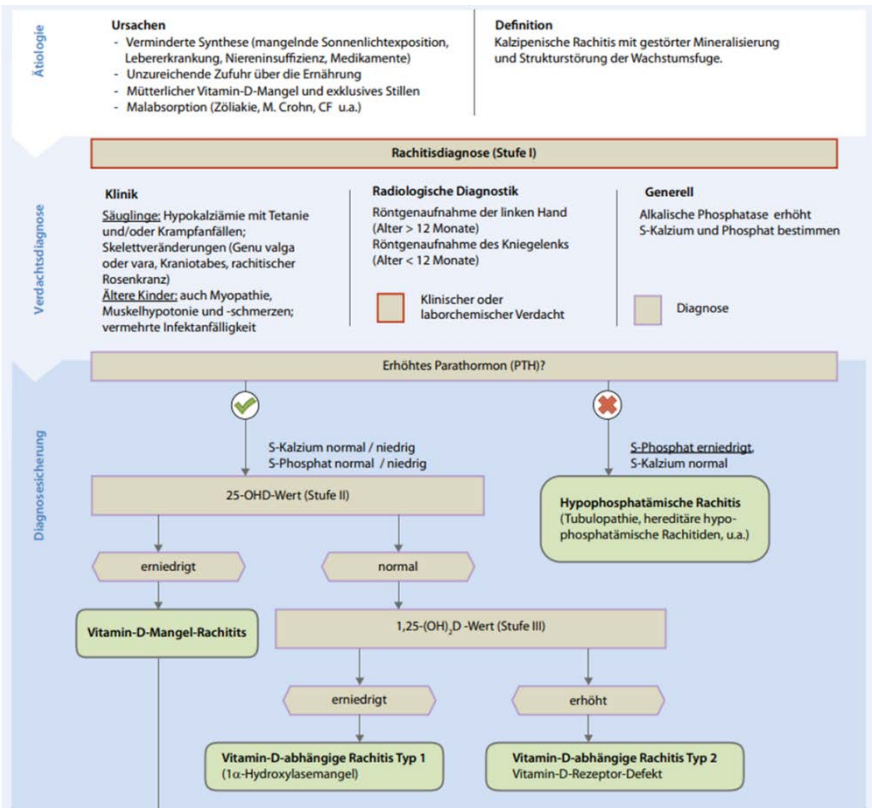 Ätiologie
Ursachen
- Verminderte Synthese (mangelnde Sonnenlichtexposition,
Lebererkrankung, Niereninsuffizienz, Medikamente)
- Unzureichende Zufuhr über die Ernährung
- Mütterlicher Vitamin-D-Mangel und exklusives Stillen
- Malabsorption (Zöliakie, M. Crohn, CF u.a.)
Definition
Kalzipenische Rachitis mit gestörter Mineralisierung
und Strukturstörung der Wachstumsfuge.
Rachitisdiagnose (Stufe I)
Verdachtsdiagnose
Klinik
Säuglinge: Hypokalziämie mit Tetanie
und/oder Krampfanfällen;
Skelettveränderungen (Genu valga
oder vara, Kraniotabes, rachitischer
Rosenkranz)
Ältere Kinder: auch Myopathie,
Muskelhypotonie und -schmerzen;
vermehrte Infektanfälligkeit
Radiologische Diagnostik
Röntgenaufnahme der linken Hand
(Alter > 12 Monate)
Röntgenaufnahme des Kniegelenks
(Alter < 12 Monate)
Klinischer oder
laborchemischer Verdacht
Generell
Alkalische Phosphatase erhöht
S-Kalzium und Phosphat bestimmen
Diagnose
Diagnosesicherung
Erhöhtes Parathormon (PTH)?
S-Kalzium normal / niedrig
S-Phosphat normal / niedrig
S-Phosphat erniedrigt,
S-Kalzium normal
25-OHD-Wert (Stufe II)
Hypophosphatämische Rachitis
(Tubulopathie, hereditäre hypo-
phosphatämische Rachitiden, u.a.)
erniedrigt
normal
Vitamin-D-Mangel-Rachitits
1,25-(OH)₂D -Wert (Stufe III)
erniedrigt
erhöht
Vitamin-D-abhängige Rachitis Typ 1
(1α-Hydroxylasemangel)
Vitamin-D-abhängige Rachitis Typ 2
Vitamin-D-Rezeptor-Defekt